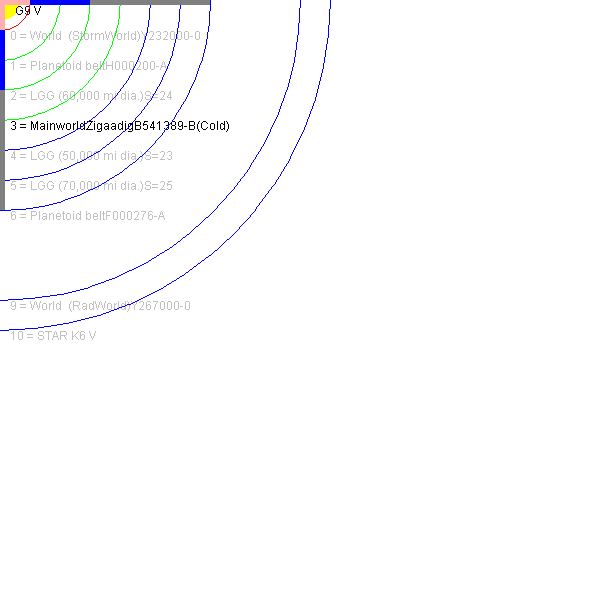 G9 V
0 = World  (StormWorld)Y232000-0
1 = Planetoid beltH000200-A
2 = LGG (60,000 mi dia.)S=24
3 = MainworldZigaadigB541389-B(Cold)
4 = LGG (50,000 mi dia.)S=23
5 = LGG (70,000 mi dia.)S=25
6 = Planetoid beltF000276-A
9 = World  (RadWorld)Y267000-0
10 = STAR K6 V